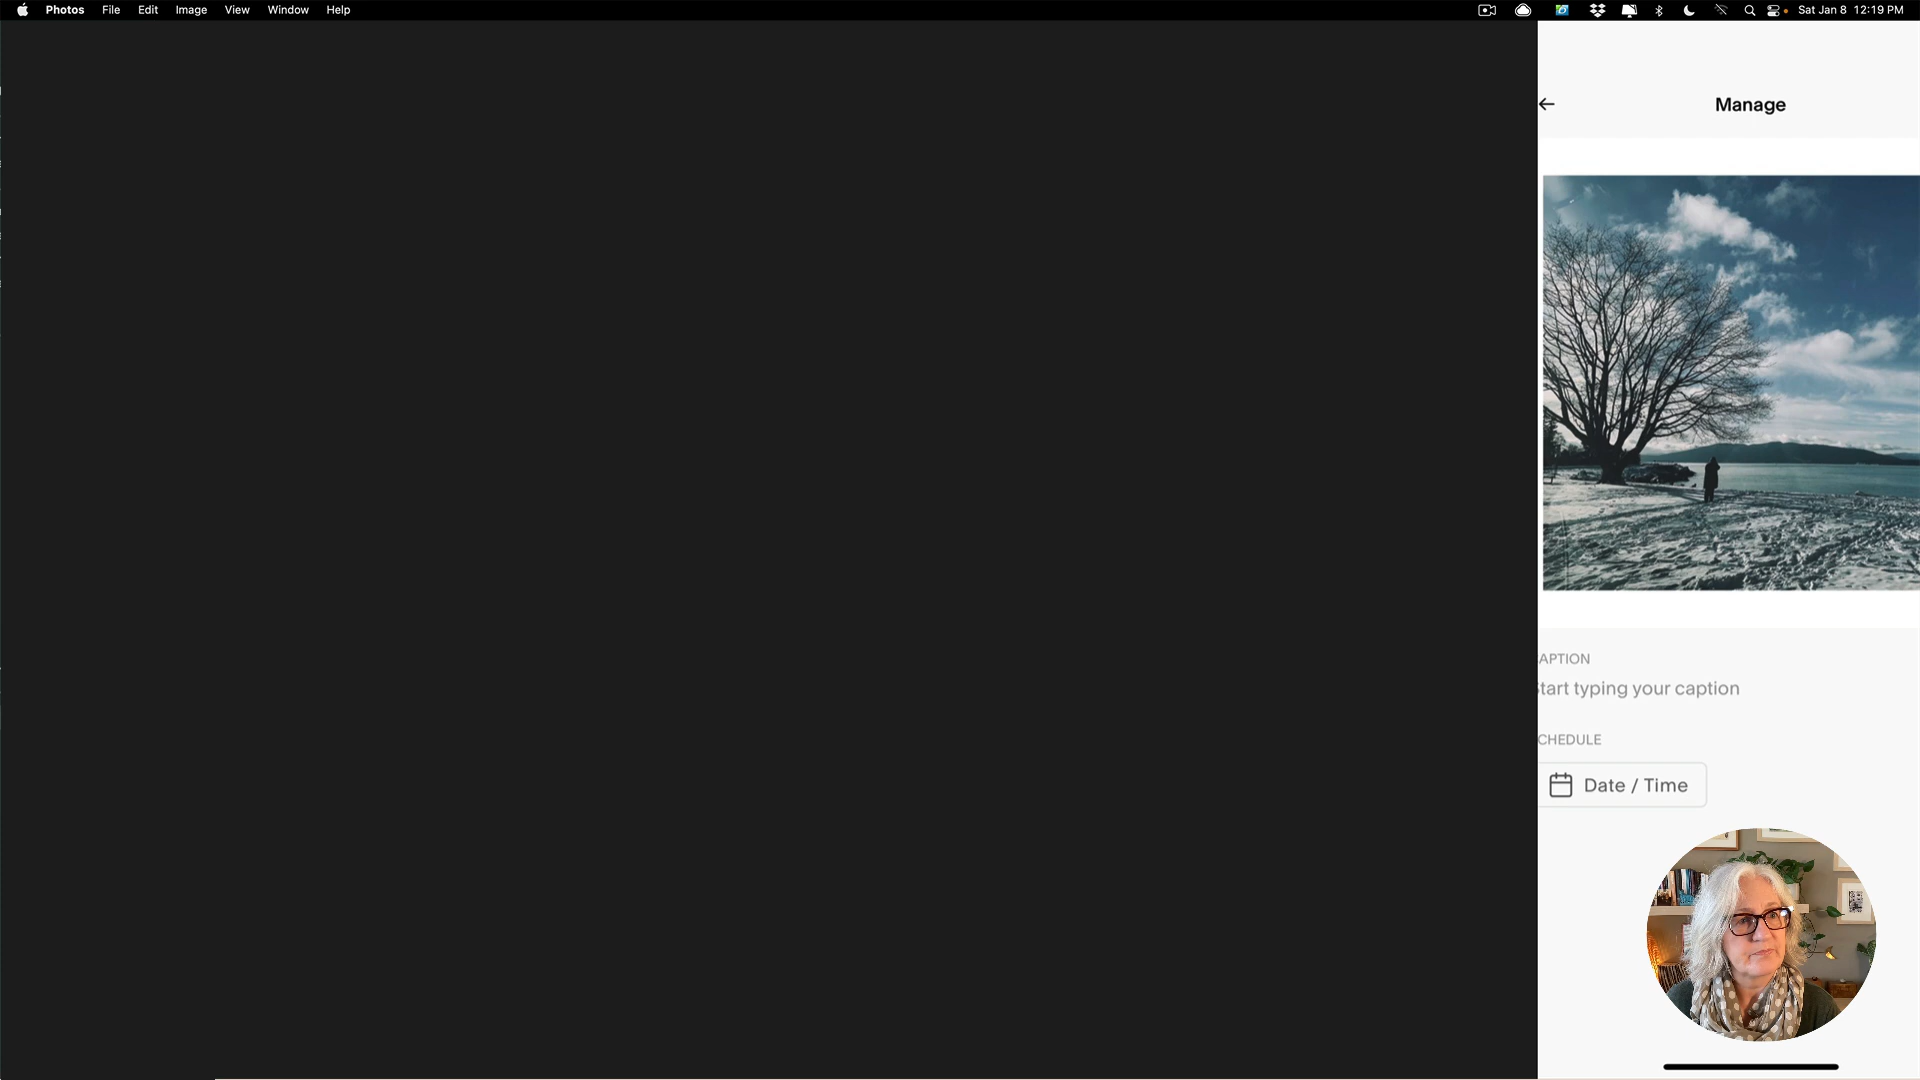 Photos File Edit Image View Window Help Sat Jan 8 12:19 PM
Manage
APTION
tart typing your caption
CHEDULE
Date / Time